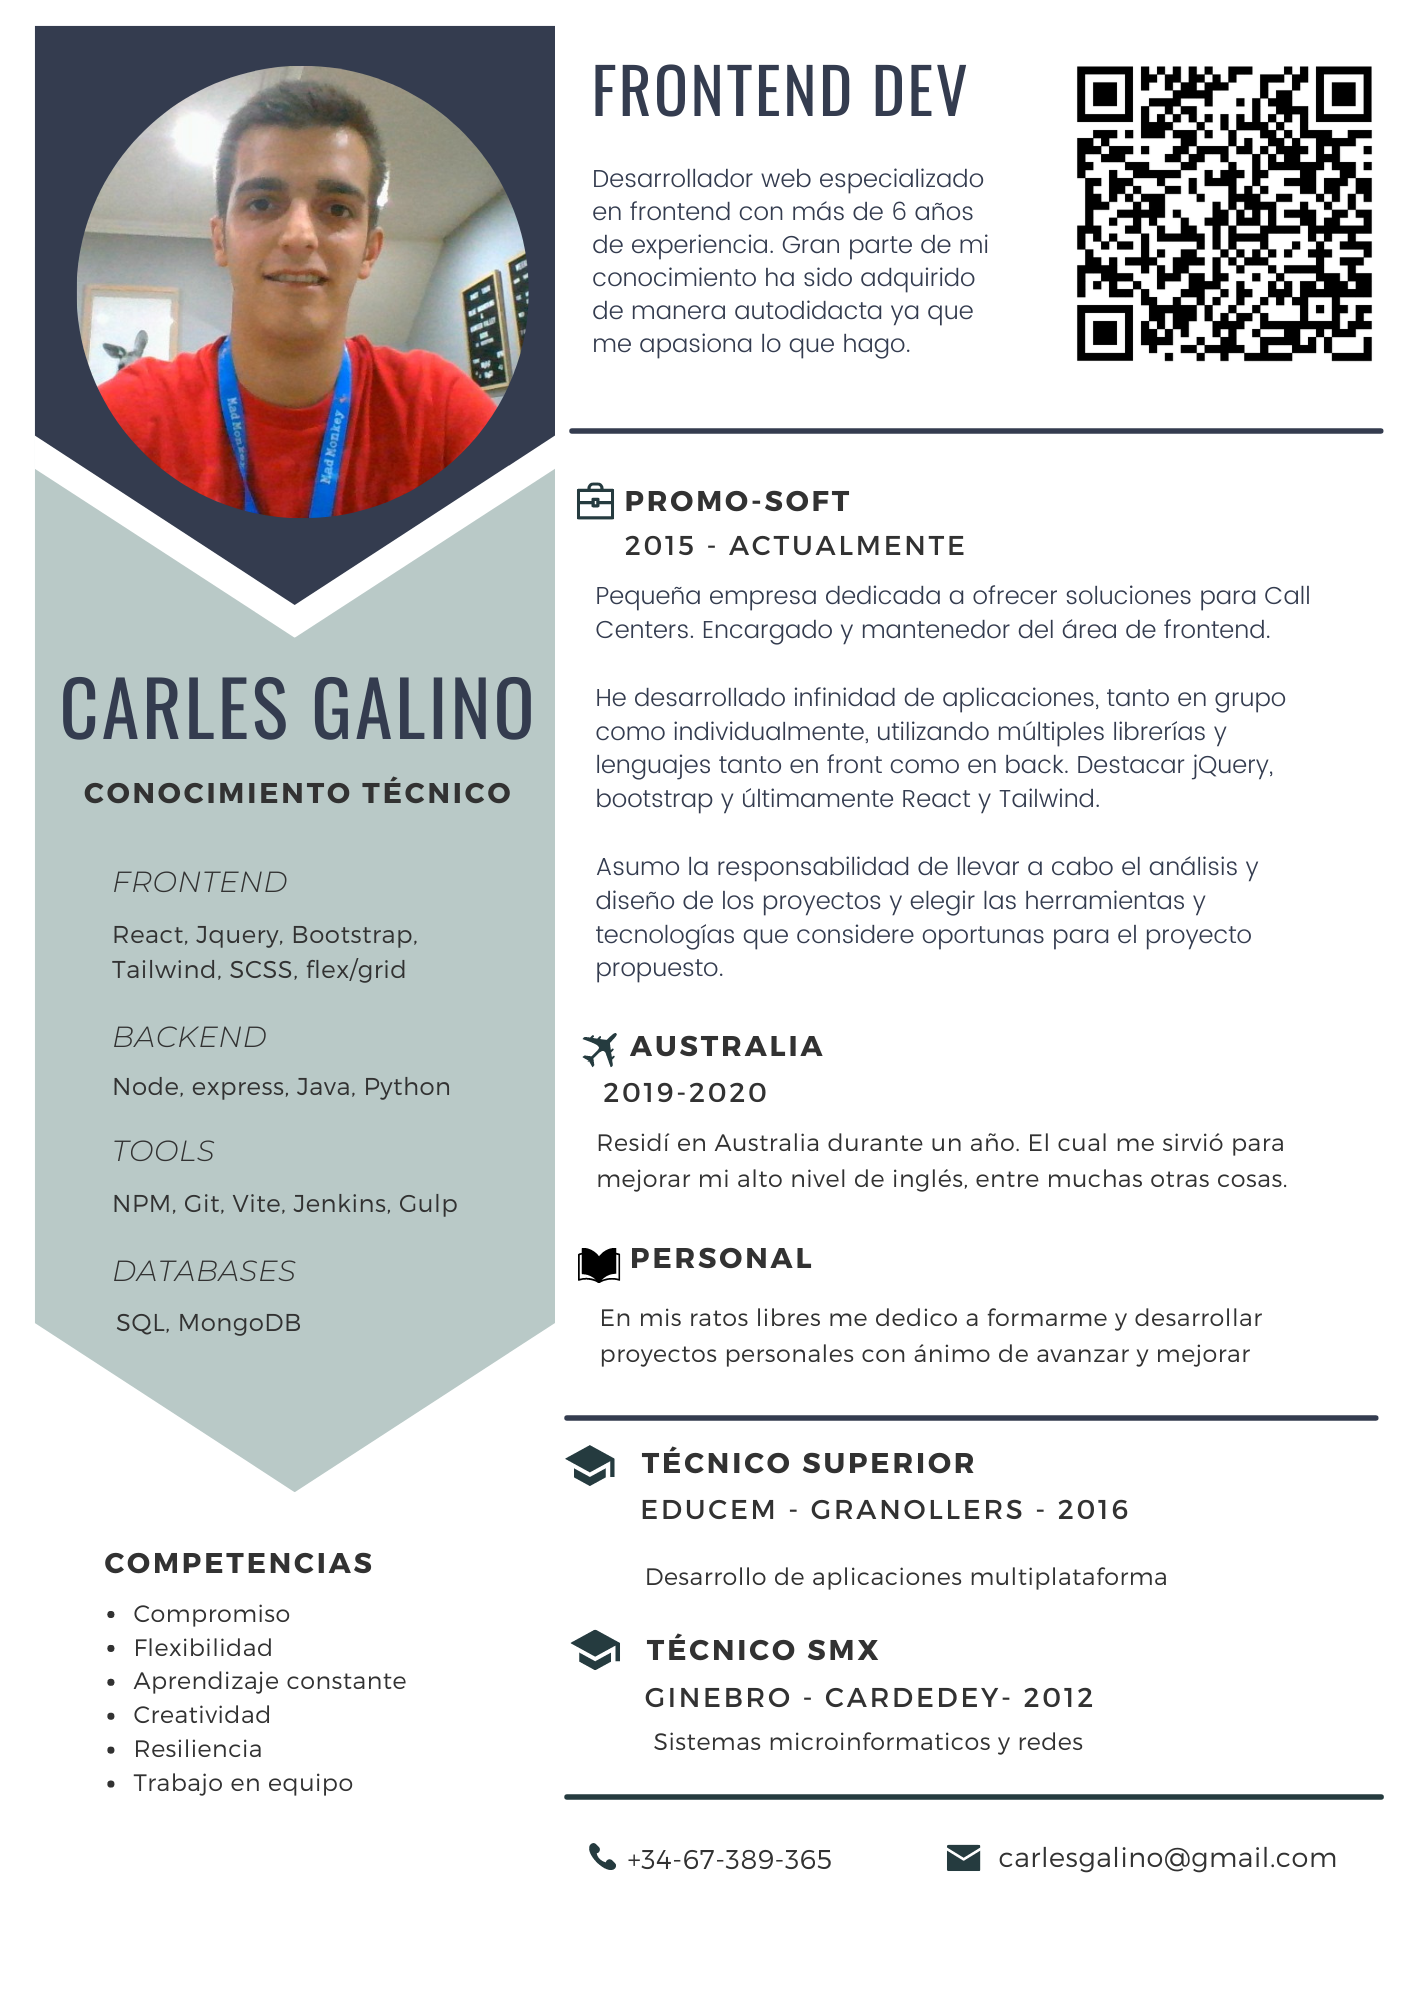 FRONTEND DEV
Desarrollador web especializado
en frontend con más de 6 años
de experiencia. Gran parte de mi
conocimiento ha sido adquirido
de manera autodidacta ya que
me apasiona lo que hago.
Mad Monkey
Mad Monkey
CARLES GALINO
CONOCIMIENTO TÉCNICO
FRONTEND
React, Jquery, Bootstrap,
Tailwind, SCSS, flex/grid
BACKEND
Node, express, Java, Python
TOOLS
NPM, Git, Vite, Jenkins, Gulp
DATABASES
SQL, MongoDB
COMPETENCIAS
• Compromiso
• Flexibilidad
• Aprendizaje constante
• Creatividad
• Resiliencia
• Trabajo en equipo
PROMO-SOFT
2015 - ACTUALMENTE
Pequeña empresa dedicada a ofrecer soluciones para Call
Centers. Encargado y mantenedor del área de frontend.
He desarrollado infinidad de aplicaciones, tanto en grupo
como individualmente, utilizando múltiples librerías y
lenguajes tanto en front como en back. Destacar jQuery,
bootstrap y últimamente React y Tailwind.
Asumo la responsabilidad de llevar a cabo el análisis y
diseño de los proyectos y elegir las herramientas y
tecnologías que considere oportunas para el proyecto
propuesto.
AUSTRALIA
2019-2020
Residí en Australia durante un año. El cual me sirvió para
mejorar mi alto nivel de inglés, entre muchas otras cosas.
PERSONAL
En mis ratos libres me dedico a formarme y desarrollar
proyectos personales con ánimo de avanzar y mejorar
TÉCNICO SUPERIOR
EDUCEM - GRANOLLERS - 2016
Desarrollo de aplicaciones multiplataforma
TÉCNICO SMX
GINEBRO - CARDEDEY- 2012
Sistemas microinformaticos y redes
+34-67-389-365
carlesgalino@gmail.com